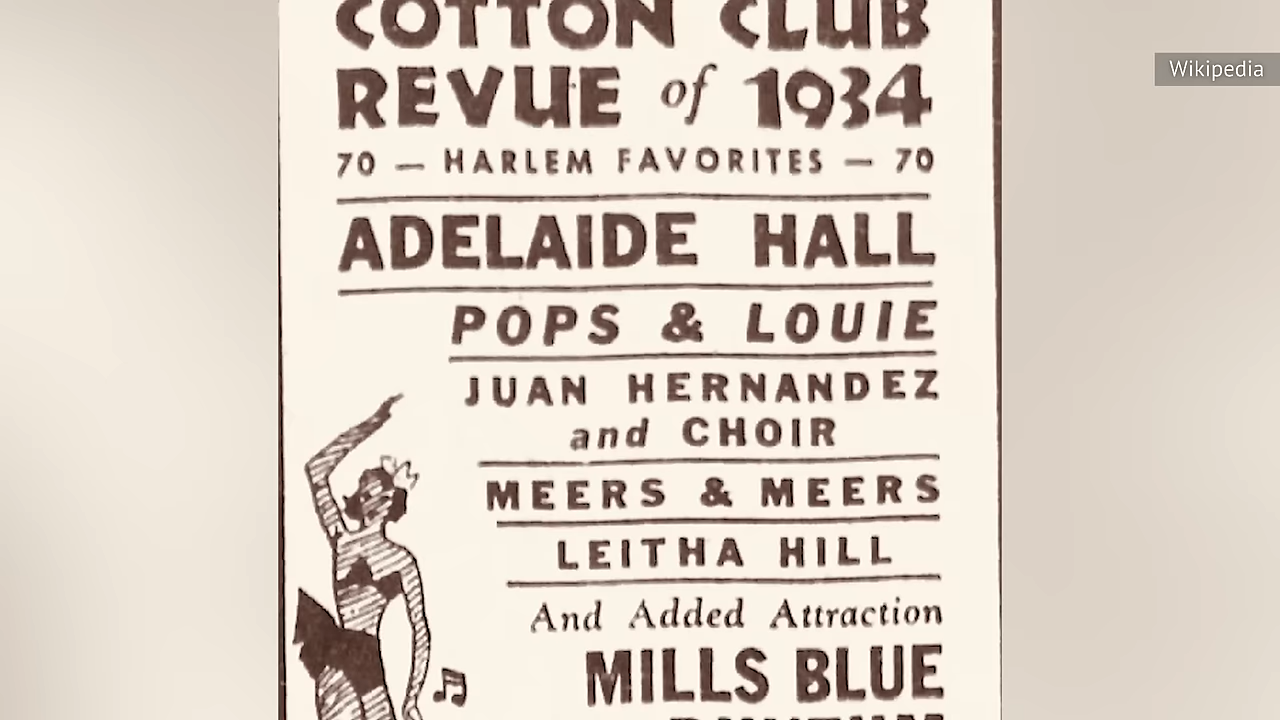 COTTON CLUB
REVUE of 1934
70 — HARLEM FAVORITES — 70
ADELAIDE HALL
POPS & LOUIE
JUAN HERNANDEZ
and CHOIR
MEERS & MEERS
LEITHA HILL
And Added Attraction
MILLS BLUE
Wikipedia